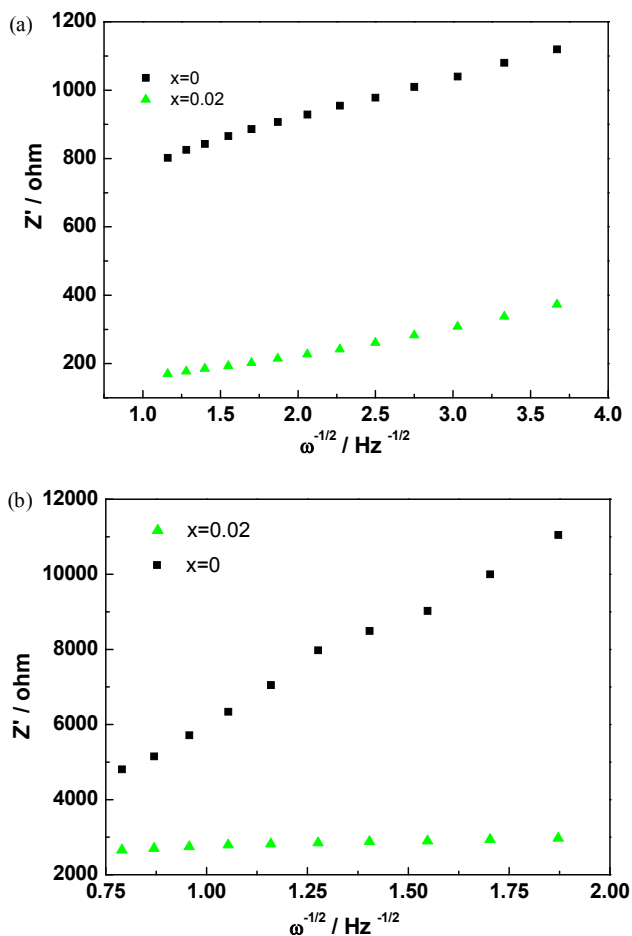 (a)
1200
1000
800
600
400
200
x=0
x=0.02
Z' / ohm
1.0 1.5 2.0 2.5 3.0 3.5 4.0
ω^-1/2 / Hz^-1/2
(b)
12000
10000
8000
6000
4000
2000
x=0.02
x=0
Z' / ohm
0.75 1.00 1.25 1.50 1.75 2.00
ω^-1/2 / Hz^-1/2